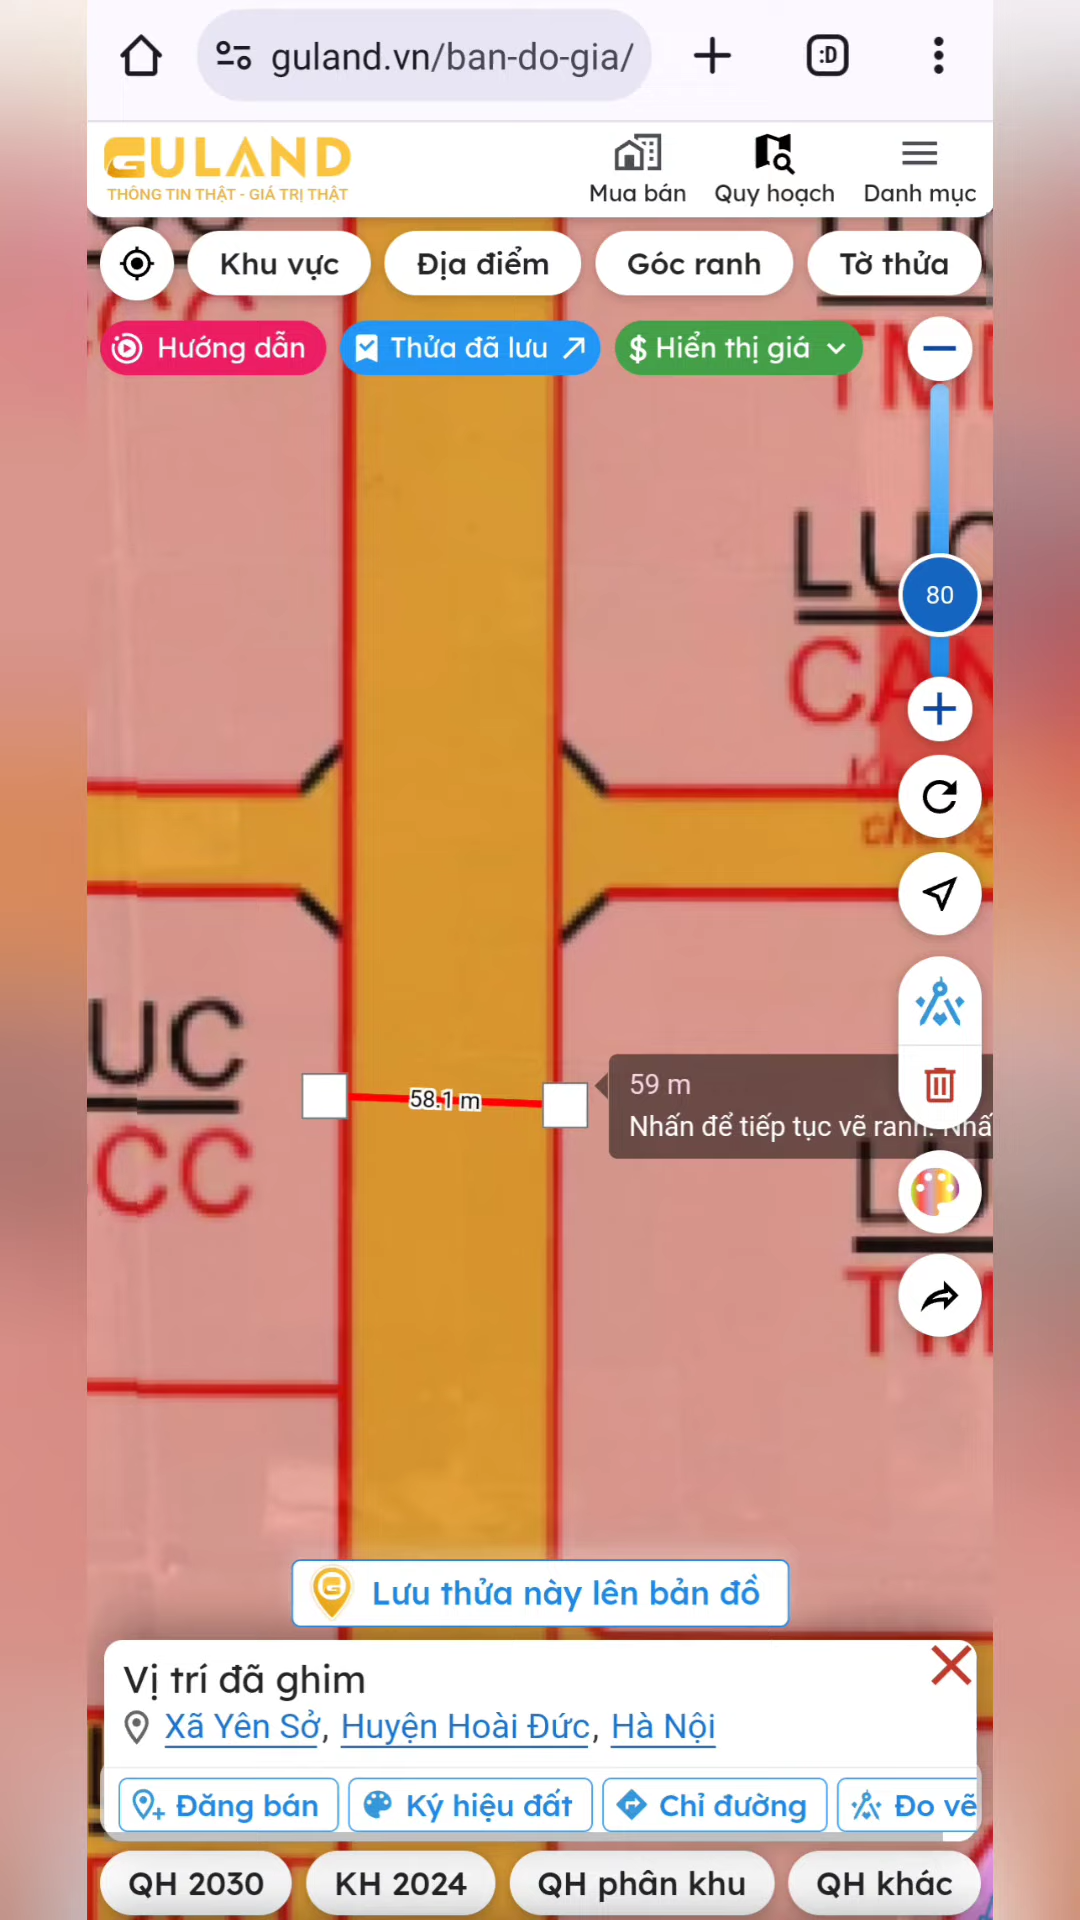 guland.vn/ban-do-gia/
:D
GULAND
THÔNG TIN THẬT - GIÁ TRỊ THẬT
Mua bán
Quy hoạch
Danh mục
Khu vực
Địa điểm
Góc ranh
Tờ thửa
Hướng dẫn
Thửa đã lưu
$ Hiển thị giá
80
UC
CC
58.1 m
59 m
Nhấn để tiếp tục vẽ ranh. Nhấ
Lưu thửa này lên bản đồ
Vị trí đã ghim
Xã Yên Sở, Huyện Hoài Đức, Hà Nội
Đăng bán
Ký hiệu đất
Chỉ đường
Đo vẽ
QH 2030
KH 2024
QH phân khu
QH khác